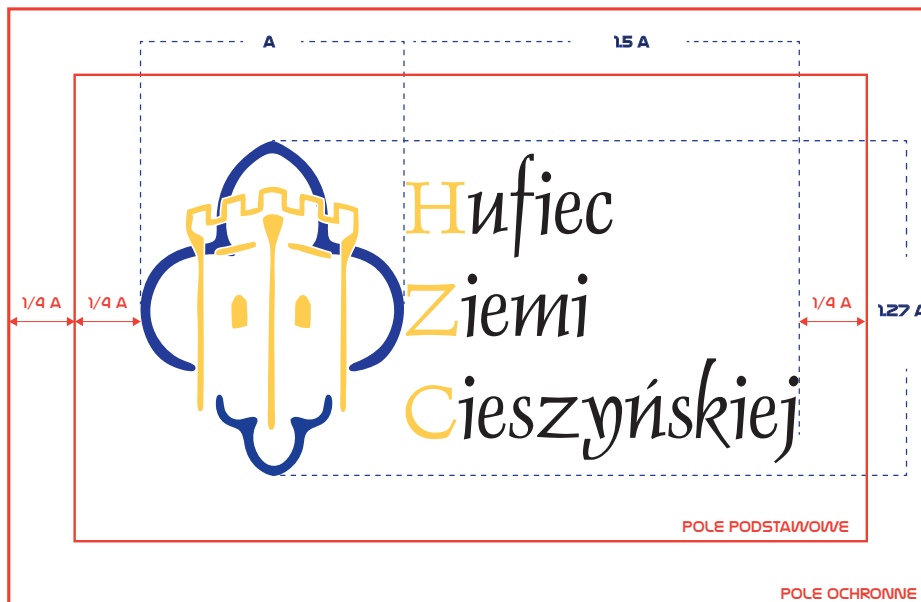 A
1.5 A
Hufiec
1/4 A
1/4 A
Ziemi
1/4 A
1.27 A
Cieszyńskiej
POLE PODSTAWOWE
POLE OCHRONNE